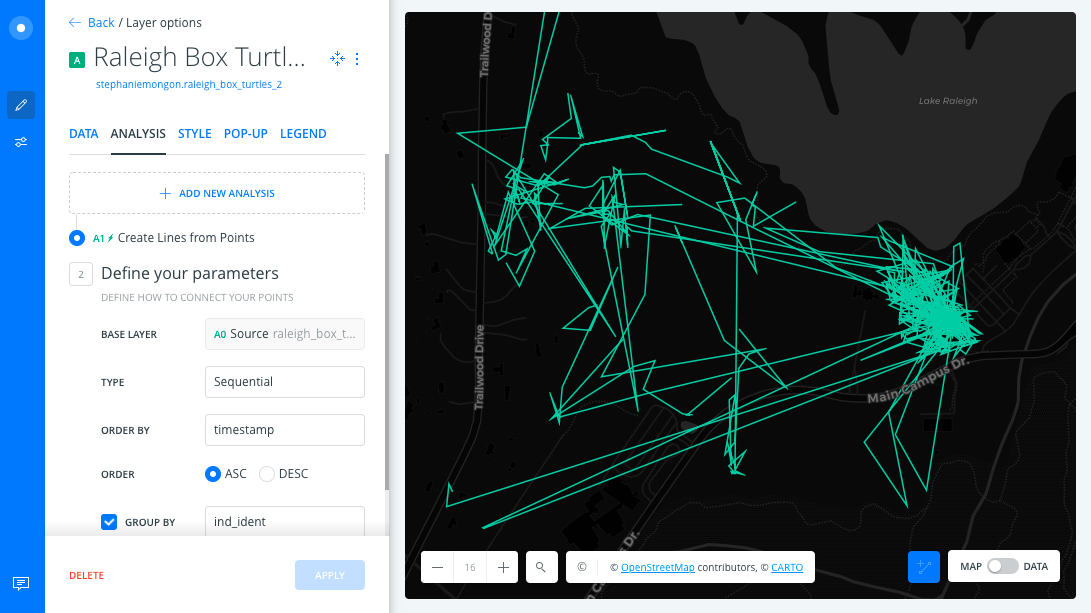 Back / Layer options
A Raleigh Box Turtl...
stephaniemongon.raleigh_box_turtles_2
DATA ANALYSIS STYLE POP-UP LEGEND
ADD NEW ANALYSIS
A1 Create Lines from Points
2 Define your parameters
DEFINE HOW TO CONNECT YOUR POINTS
BASE LAYER A0 Source raleigh_box_t...
TYPE Sequential
ORDER BY timestamp
ORDER ASC DESC
GROUP BY ind_ident
DELETE APPLY
Trailwood D
Lake Raleigh
Trailwood Drive
Main Campus Dr.
us Dr.
16
© © OpenStreetMap contributors, © CARTO
MAP DATA